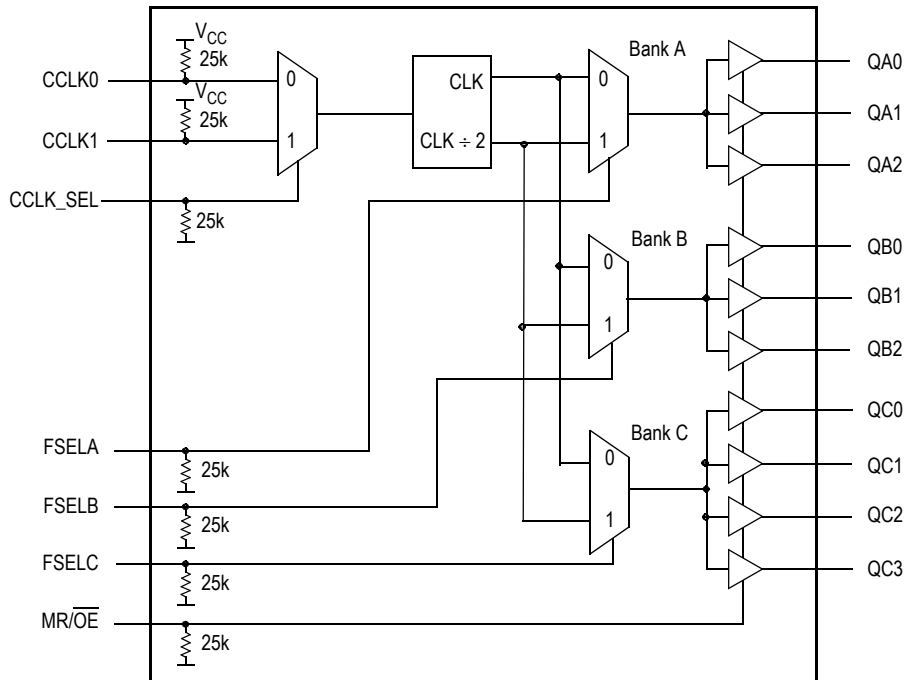 VCC
25k
CCLK0
0
CLK
0
Bank A
QA0
VCC
25k
CCLK1
1
CLK ÷ 2
1
QA1
QA2
CCLK_SEL
25k
Bank B
0
QB0
QB1
1
QB2
Bank C
0
QC0
FSELA
25k
QC1
FSELB
25k
1
QC2
FSELC
25k
QC3
MR/O̅E̅
25k